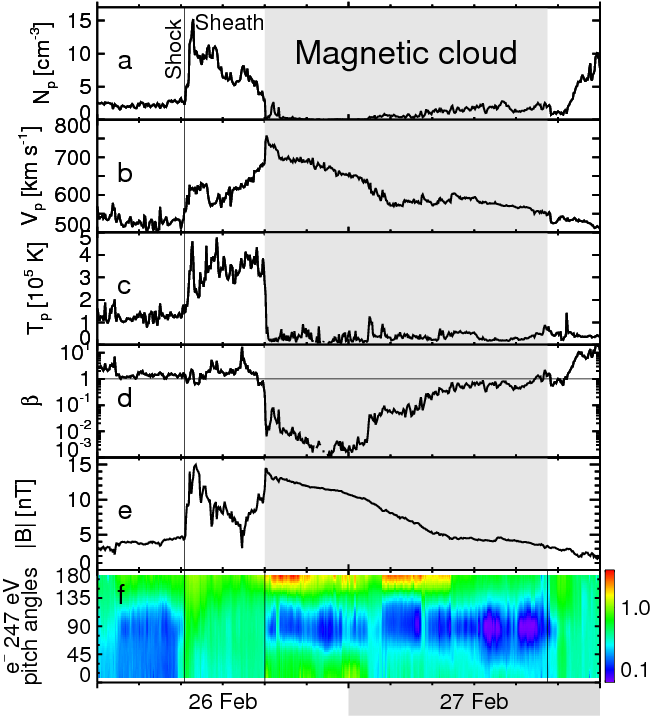 Shock
Sheath
Magnetic cloud
a
N_p [cm^-3]
15
10
5
0
b
V_p [km s^-1]
800
700
600
500
c
T_p [10^5 K]
5
4
3
2
1
0
d
β
10^1
1
10^-1
10^-2
10^-3
e
|B| [nT]
15
10
5
0
f
e^- 247 eV
pitch angles
180
135
90
45
0
1.0
0.1
26 Feb
27 Feb